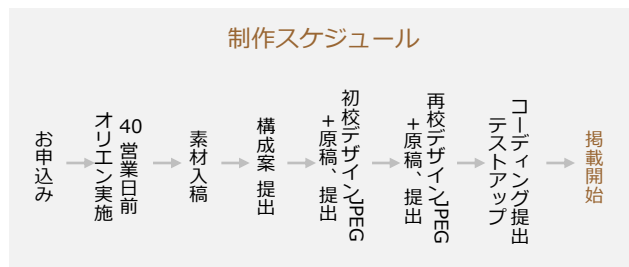 制作スケジュール
お申込み
40営業日前
オリエン実施
素材入稿
構成案 提出
初校デザインJPEG
+原稿、提出
再校デザインJPEG
+原稿、提出
コーディング提出
テストアップ
掲載開始